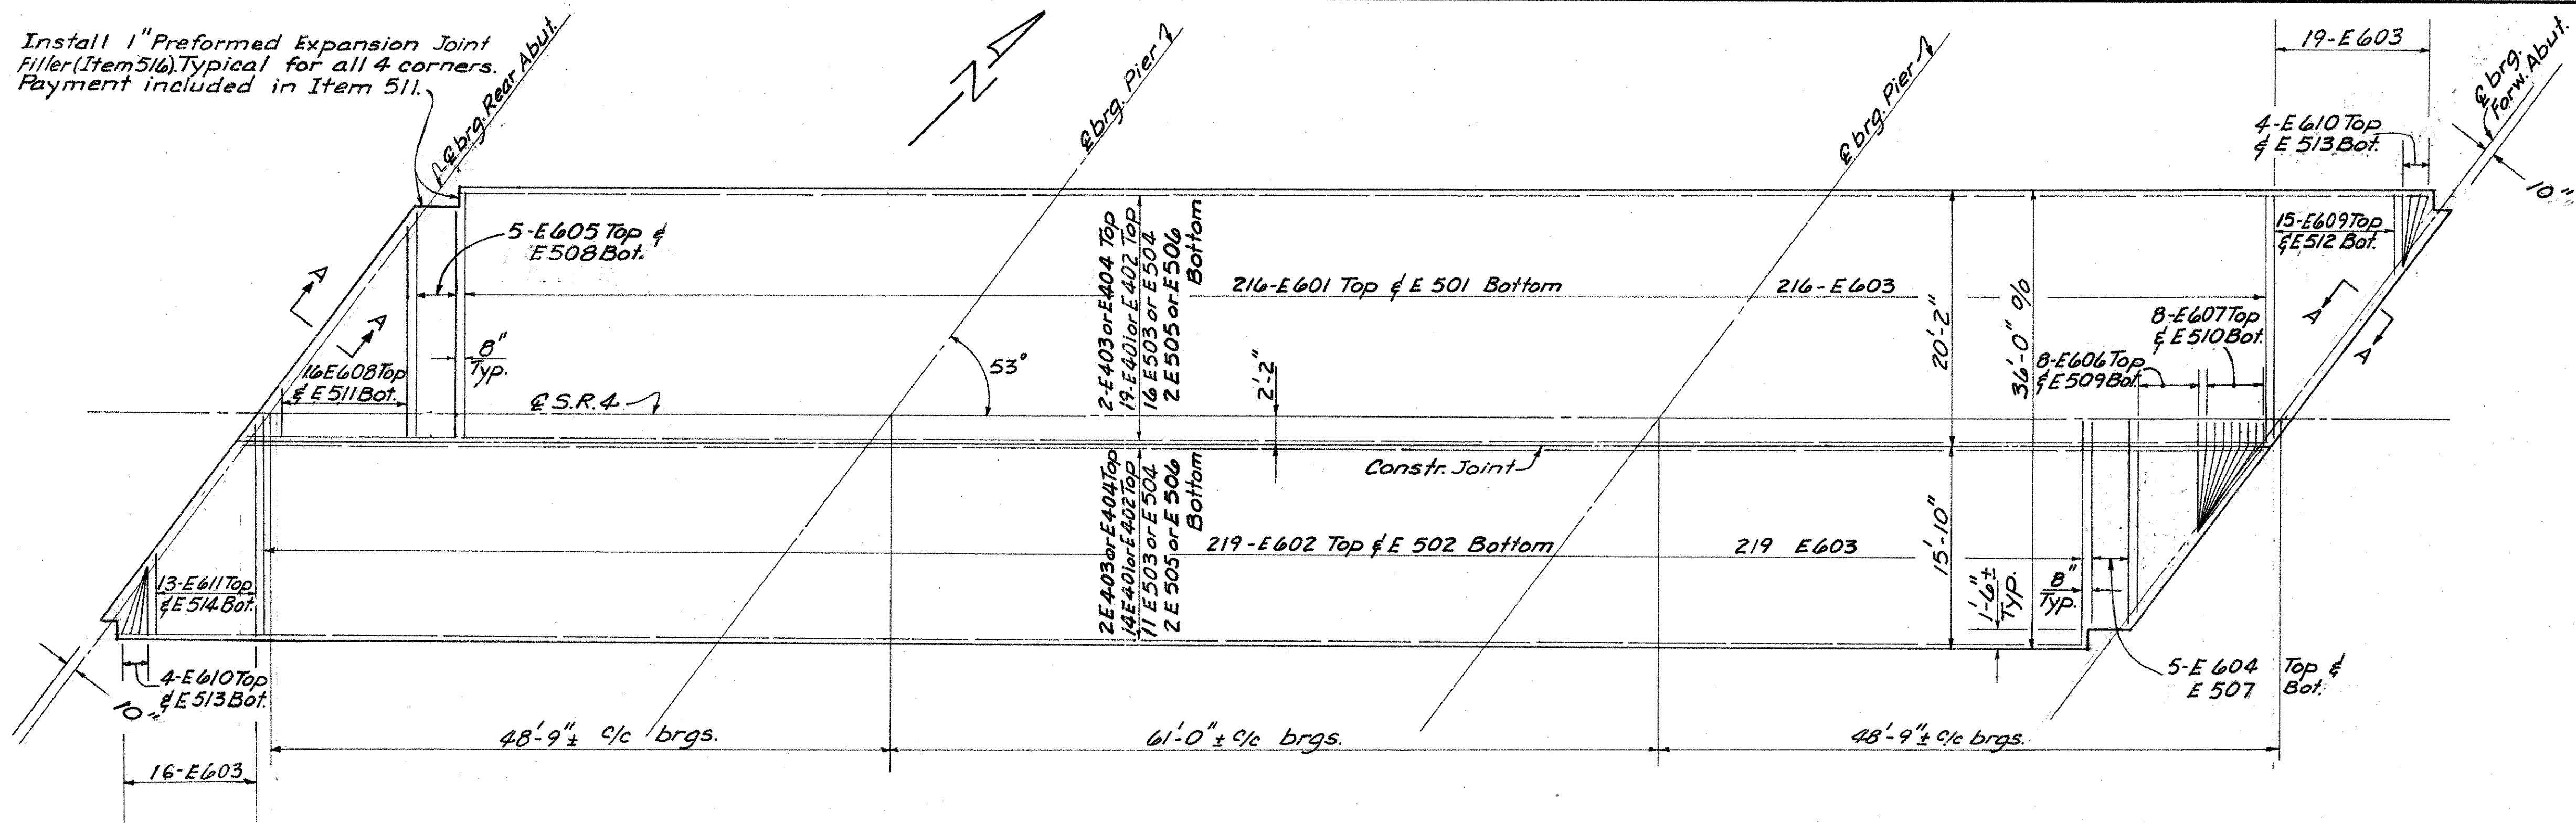 Install 1" Preformed Expansion Joint
Filler (Item 516). Typical for all 4 corners.
Payment included in Item 511.
℄ brg. Rear Abut.
N
℄ brg. Pier
℄ brg. Pier
19-E603
℄ brg.
Forw. Abut.
4-E610 Top
& E513 Bot.
10"
5-E605 Top &
E508 Bot.
2-E403 or E404 Top
19-E401 or E402 Top
16 E503 or E504
2 E505 or E506
Bottom
216-E601 Top & E501 Bottom
216-E603
20'-2"
36'-0" o/o
15-E609 Top
& E512 Bot.
A
A
8"
Typ.
53°
2'-2"
8-E607 Top
& E510 Bot.
8-E606 Top
& E509 Bot.
A
A
16 E608 Top
& E511 Bot.
℄ S.R.4
Constr. Joint
2 E403 or E404 Top
14 E401 or E402 Top
11 E503 or E504
2 E505 or E506
Bottom
219-E602 Top & E502 Bottom
219 E603
15'-10"
1'-6"±
Typ.
8"
Typ.
13-E611 Top
& E514 Bot.
4-E610 Top
& E513 Bot.
10"
5-E604 Top &
E507 Bot.
48'-9"± c/c brgs.
61'-0"± c/c brgs.
48'-9"± c/c brgs.
16-E603